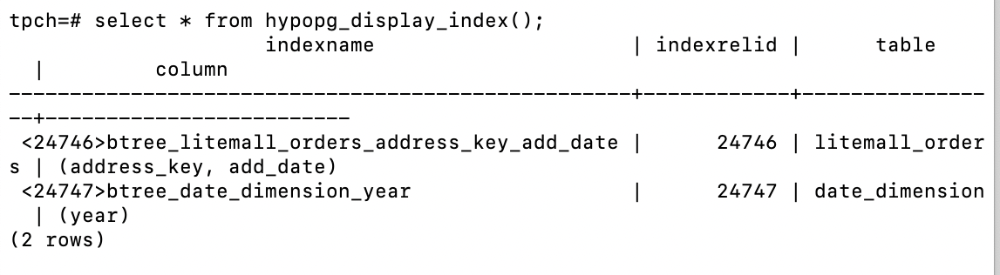 tpch=# select * from hypopg_display_index();
indexname | indexrelid | table
| column
----------------------------------------------------+------------+---------------
--+-------------------------
<24746>btree_litemall_orders_address_key_add_date | 24746 | litemall_order
s | (address_key, add_date)
<24747>btree_date_dimension_year | 24747 | date_dimension
| (year)
(2 rows)